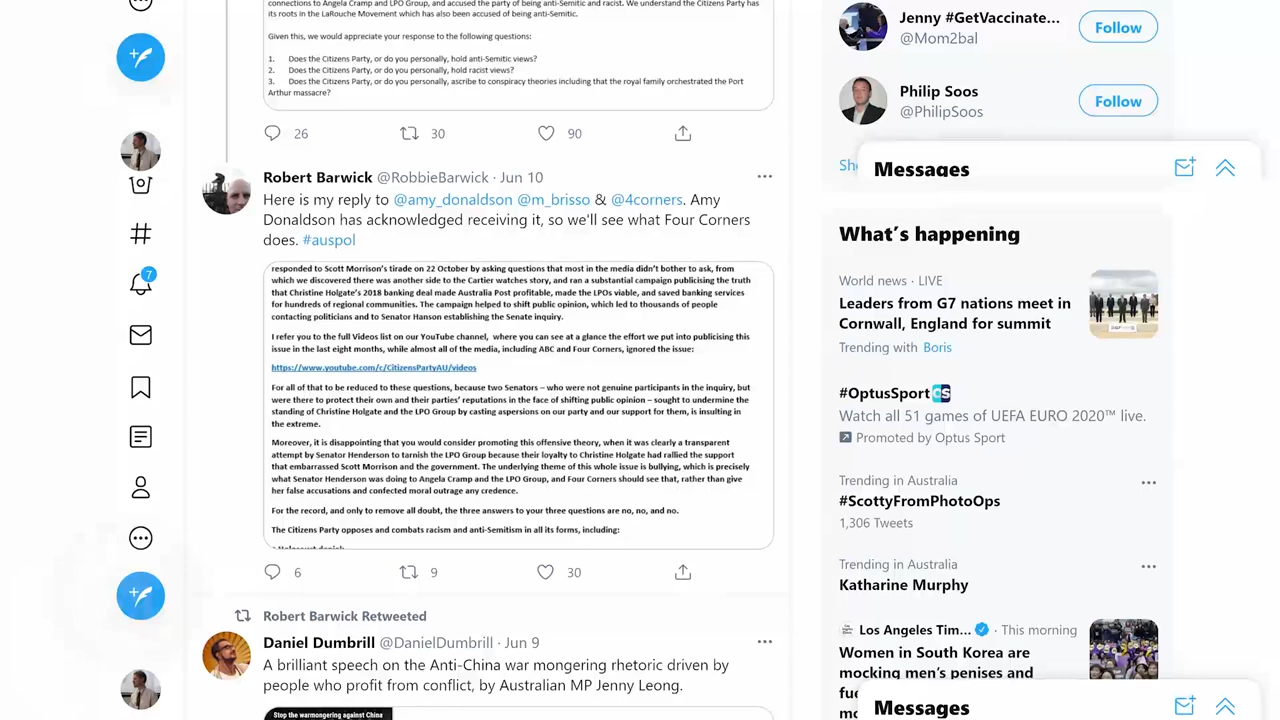 connections to Angela Cramp and LPO Group, and accused the party of being anti-Semitic and racist. We understand the Citizens Party has
its roots in the LaRouche Movement which has also been accused of being anti-Semitic.
Given this, we would appreciate your response to the following questions:
1. Does the Citizens Party, or do you personally, hold anti-Semitic views?
2. Does the Citizens Party, or do you personally, hold racist views?
3. Does the Citizens Party, or do you personally, ascribe to conspiracy theories including that the royal family orchestrated the Port
Arthur massacre?
26 30 90
Robert Barwick @RobbieBarwick · Jun 10
Here is my reply to @amy_donaldson @m_brisso & @4corners. Amy
Donaldson has acknowledged receiving it, so we'll see what Four Corners
does. #auspol
responded to Scott Morrison's tirade on 22 October by asking questions that most in the media didn't bother to ask, from
which we discovered there was another side to the Cartier watches story, and ran a substantial campaign publicising the truth
that Christine Holgate's 2018 banking deal made Australia Post profitable, made the LPOs viable, and saved banking services
for hundreds of regional communities. The campaign helped to shift public opinion, which led to thousands of people
contacting politicians and to Senator Hanson establishing the Senate inquiry.
I refer you to the full Videos list on our YouTube channel, where you can see at a glance the effort we put into publicising this
issue in the last eight months, while almost all of the media, including ABC and Four Corners, ignored the issue:
https://www.youtube.com/c/CitizensPartyAU/videos
For all of that to be reduced to these questions, because two Senators – who were not genuine participants in the inquiry, but
were there to protect their own and their parties' reputations in the face of shifting public opinion – sought to undermine the
standing of Christine Holgate and the LPO Group by casting aspersions on our party and our support for them, is insulting in
the extreme.
Moreover, it is disappointing that you would consider promoting this offensive theory, when it was clearly a transparent
attempt by Senator Henderson to tarnish the LPO Group because their loyalty to Christine Holgate had rallied the support
that embarrassed Scott Morrison and the government. The underlying theme of this whole issue is bullying, which is precisely
what Senator Henderson was doing to Angela Cramp and the LPO Group, and Four Corners should see that, rather than give
her false accusations and confected moral outrage any credence.
For the record, and only to remove all doubt, the three answers to your three questions are no, no, and no.
The Citizens Party opposes and combats racism and anti-Semitism in all its forms, including:
6 9 30
Robert Barwick Retweeted
Daniel Dumbrill @DanielDumbrill · Jun 9
A brilliant speech on the Anti-China war mongering rhetoric driven by
people who profit from conflict, by Australian MP Jenny Leong.
Stop the warmongering against China
7
Jenny #GetVaccinate...
@Mom2bal
Follow
Philip Soos
@PhilipSoos
Follow
Messages
What's happening
World news · LIVE
Leaders from G7 nations meet in
Cornwall, England for summit
Trending with Boris
#OptusSport
Watch all 51 games of UEFA EURO 2020™ live.
Promoted by Optus Sport
Trending in Australia
#ScottyFromPhotoOps
1,306 Tweets
Trending in Australia
Katharine Murphy
Los Angeles Tim... · This morning
Women in South Korea are
mocking men's penises and
Messages